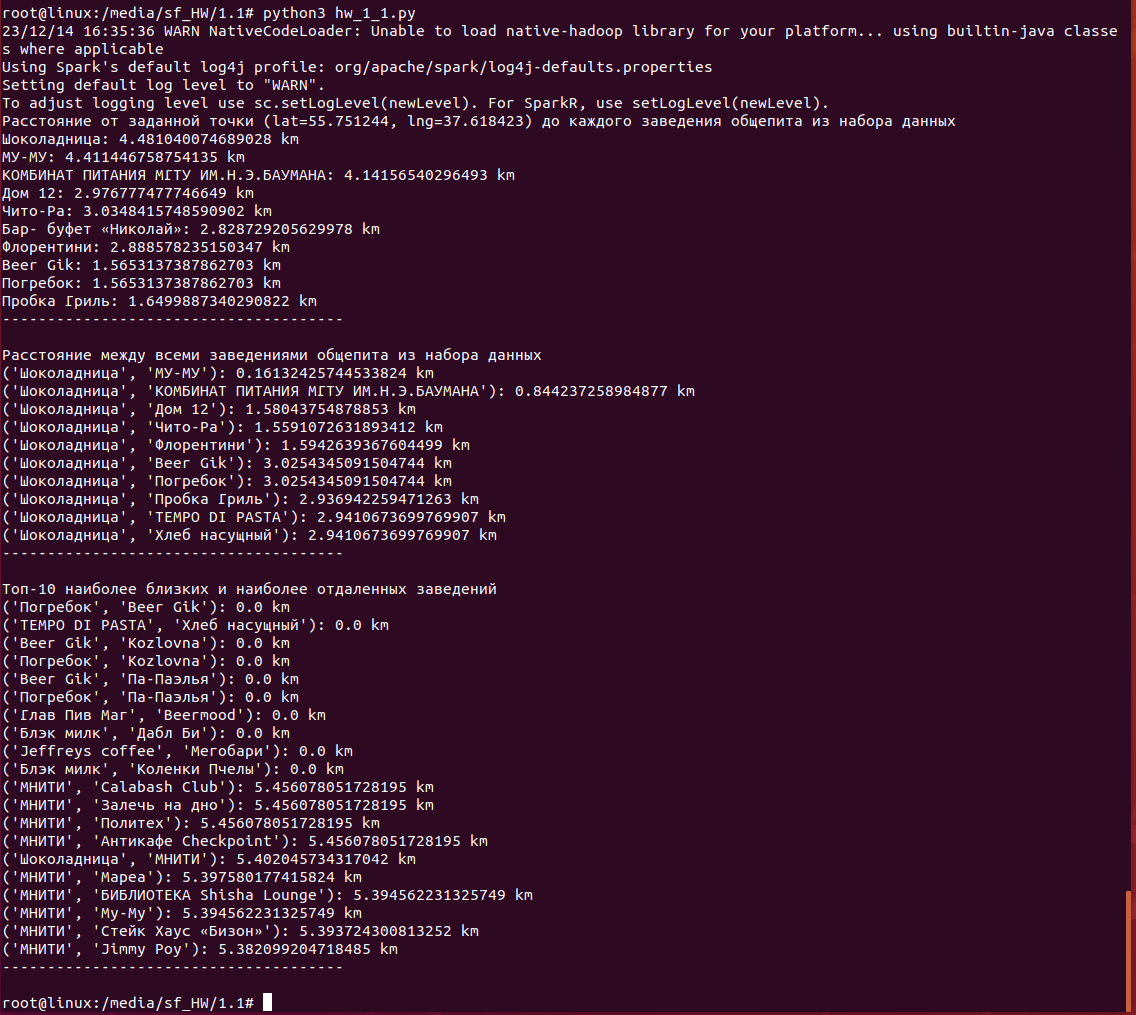 root@linux:/media/sf_HW/1.1# python3 hw_1_1.py
23/12/14 16:35:36 WARN NativeCodeLoader: Unable to load native-hadoop library for your platform... using builtin-java classe
s where applicable
Using Spark's default log4j profile: org/apache/spark/log4j-defaults.properties
Setting default log level to "WARN".
To adjust logging level use sc.setLogLevel(newLevel). For SparkR, use setLogLevel(newLevel).
Расстояние от заданной точки (lat=55.751244, lng=37.618423) до каждого заведения общепита из набора данных
Шоколадница: 4.481040074689028 km
МУ-МУ: 4.411446758754135 km
КОМБИНАТ ПИТАНИЯ МГТУ ИМ.Н.Э.БАУМАНА: 4.14156540296493 km
Дом 12: 2.976777477746649 km
Чито-Ра: 3.0348415748590902 km
Бар- буфет «Николай»: 2.828729205629978 km
Флорентини: 2.888578235150347 km
Beer Gik: 1.5653137387862703 km
Погребок: 1.5653137387862703 km
Пробка Гриль: 1.6499887340290822 km
--------------------------------------
Расстояние между всеми заведениями общепита из набора данных
('Шоколадница', 'МУ-МУ'): 0.16132425744533824 km
('Шоколадница', 'КОМБИНАТ ПИТАНИЯ МГТУ ИМ.Н.Э.БАУМАНА'): 0.844237258984877 km
('Шоколадница', 'Дом 12'): 1.58043754878853 km
('Шоколадница', 'Чито-Ра'): 1.5591072631893412 km
('Шоколадница', 'Флорентини'): 1.5942639367604499 km
('Шоколадница', 'Beer Gik'): 3.0254345091504744 km
('Шоколадница', 'Погребок'): 3.0254345091504744 km
('Шоколадница', 'Пробка Гриль'): 2.936942259471263 km
('Шоколадница', 'TEMPO DI PASTA'): 2.9410673699769907 km
('Шоколадница', 'Хлеб насущный'): 2.9410673699769907 km
--------------------------------------
Топ-10 наиболее близких и наиболее отдаленных заведений
('Погребок', 'Beer Gik'): 0.0 km
('TEMPO DI PASTA', 'Хлеб насущный'): 0.0 km
('Beer Gik', 'Kozlovna'): 0.0 km
('Погребок', 'Kozlovna'): 0.0 km
('Beer Gik', 'Па-Паэлья'): 0.0 km
('Погребок', 'Па-Паэлья'): 0.0 km
('Глав Пив Маг', 'Beermood'): 0.0 km
('Блэк милк', 'Дабл Би'): 0.0 km
('Jeffreys coffee', 'Мегобари'): 0.0 km
('Блэк милк', 'Коленки Пчелы'): 0.0 km
('МНИТИ', 'Calabash Club'): 5.456078051728195 km
('МНИТИ', 'Залечь на дно'): 5.456078051728195 km
('МНИТИ', 'Политех'): 5.456078051728195 km
('МНИТИ', 'Антикафе Checkpoint'): 5.456078051728195 km
('Шоколадница', 'МНИТИ'): 5.402045734317042 km
('МНИТИ', 'Мареа'): 5.397580177415824 km
('МНИТИ', 'БИБЛИОТЕКА Shisha Lounge'): 5.394562231325749 km
('МНИТИ', 'Му-Му'): 5.394562231325749 km
('МНИТИ', 'Стейк Хаус «Бизон»'): 5.393724300813252 km
('МНИТИ', 'Jimmy Poy'): 5.382099204718485 km
--------------------------------------
root@linux:/media/sf_HW/1.1#